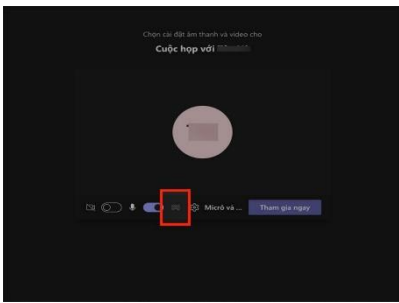 Chọn cài đặt âm thanh và video cho
Cuộc họp với
Micrô và ... Tham gia ngay